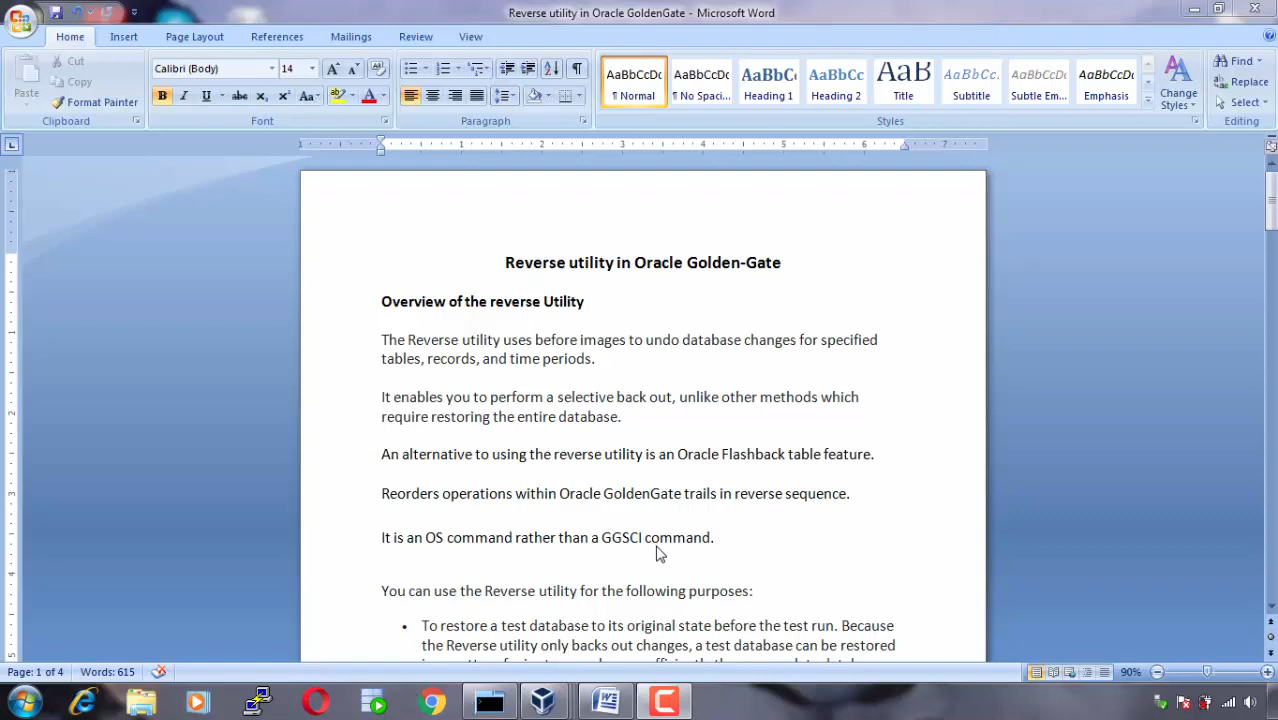 Reverse utility in Oracle GoldenGate - Microsoft Word
Home Insert Page Layout References Mailings Review View
Cut
Copy
Format Painter
Paste
Clipboard
Calibri (Body) 14
Font
Paragraph
AaBbCcDc AaBbCcDc AaBbC AaBbCc AaB AaBbCc. AaBbCcDc AaBbCcDc
¶ Normal ¶ No Spaci... Heading 1 Heading 2 Title Subtitle Subtle Em... Emphasis
Change Styles
Styles
Find
Replace
Select
Editing
1 1 2 3 4 5 6 7
Reverse utility in Oracle Golden-Gate
Overview of the reverse Utility
The Reverse utility uses before images to undo database changes for specified
tables, records, and time periods.
It enables you to perform a selective back out, unlike other methods which
require restoring the entire database.
An alternative to using the reverse utility is an Oracle Flashback table feature.
Reorders operations within Oracle GoldenGate trails in reverse sequence.
It is an OS command rather than a GGSCI command.
You can use the Reverse utility for the following purposes:
• To restore a test database to its original state before the test run. Because
the Reverse utility only backs out changes, a test database can be restored
Page: 1 of 4 Words: 615 90%